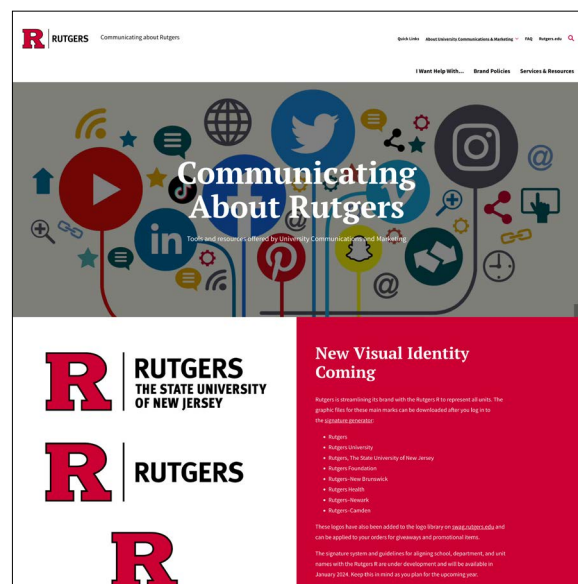 R RUTGERS Communicating about Rutgers
Quick Links About University Communications & Marketing FAQ Rutgers.edu
I Want Help With... Brand Policies Services & Resources
Communicating
About Rutgers
Tools and resources offered by University Communications and Marketing
in
@
@
R RUTGERS
THE STATE UNIVERSITY
OF NEW JERSEY
R RUTGERS
R
New Visual Identity
Coming
Rutgers is streamlining its brand with the Rutgers R to represent all units. The
graphic files for these main marks can be downloaded after you log in to
the signature generator:
• Rutgers
• Rutgers University
• Rutgers, The State University of New Jersey
• Rutgers Foundation
• Rutgers–New Brunswick
• Rutgers Health
• Rutgers–Newark
• Rutgers–Camden
These logos have also been added to the logo library on swag.rutgers.edu and
can be applied to your orders for giveaways and promotional items.
The signature system and guidelines for aligning school, department, and unit
names with the Rutgers R are under development and will be available in
January 2024. Keep this in mind as you plan for the upcoming year.